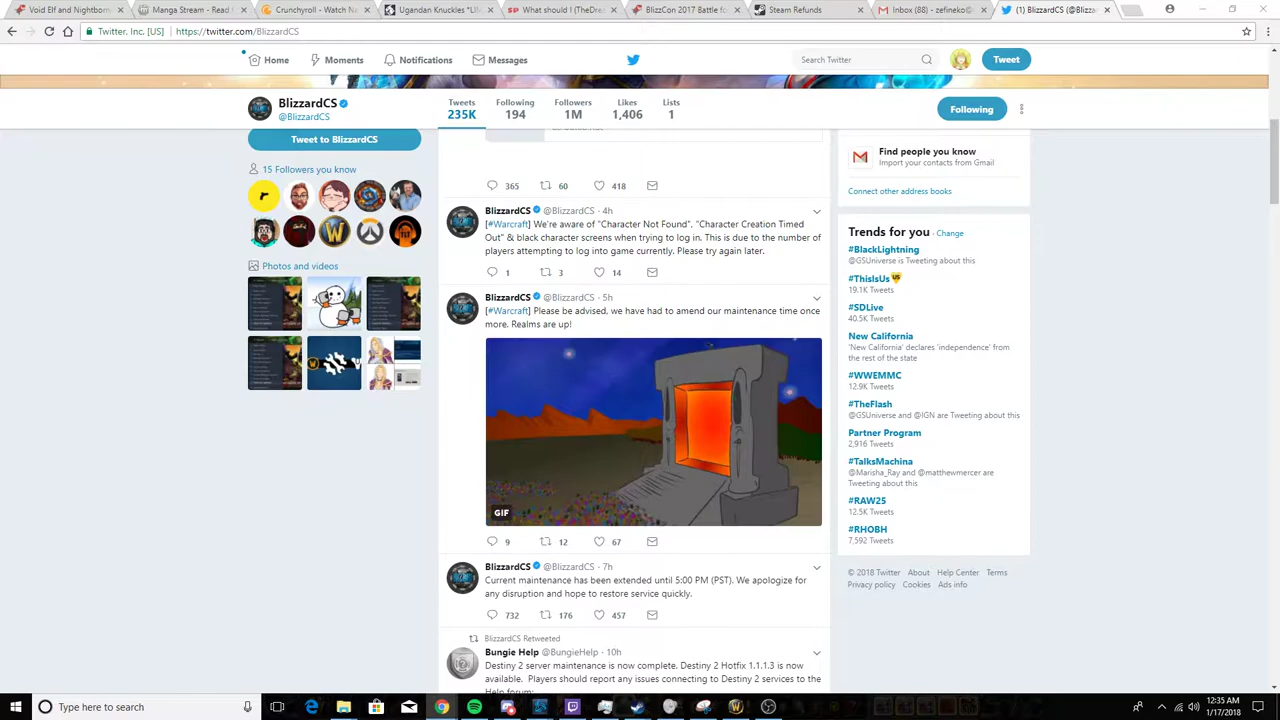 Void Elf and Nightborn
Manga Stream - Read
Crunchyroll - Watch Ne
Ugandan Knuckles "LIM
What should I (TheDres
BlizzCon 2017 Battle fo
Steam Refunds
Inbox (88) - zefineko@
(1) BlizzardCS (@Blizza
Twitter, Inc. [US] https://twitter.com/BlizzardCS
Home
Moments
Notifications
Messages
Search Twitter
Tweet
BlizzardCS
@BlizzardCS
Tweets
235K
Following
194
Followers
1M
Likes
1,406
Lists
1
Following
Tweet to BlizzardCS
15 Followers you know
Photos and videos
365 60 418
BlizzardCS @BlizzardCS · 4h
[#Warcraft] We're aware of "Character Not Found", "Character Creation Timed
Out" & black character screens when trying to log in. This is due to the number of
players attempting to log into game currently. Please try again later.
1 3 14
BlizzardCS @BlizzardCS · 5h
[#Warcraft] Please be advised, we have used to amend our maintenance time once
more. Realms are up!
GIF
9 12 67
BlizzardCS @BlizzardCS · 7h
Current maintenance has been extended until 5:00 PM (PST). We apologize for
any disruption and hope to restore service quickly.
732 176 457
BlizzardCS Retweeted
Bungie Help @BungieHelp · 10h
Destiny 2 server maintenance is now complete. Destiny 2 Hotfix 1.1.1.3 is now
available. Players should report any issues connecting to Destiny 2 services to the
Help forum:
Find people you know
Import your contacts from Gmail
Connect other address books
Trends for you · Change
#BlackLightning
@GSUniverse is Tweeting about this
#ThisIsUs
19.1K Tweets
#SDLive
40.5K Tweets
New California
'New California' declares 'independence' from
the rest of the state
#WWEMMC
12.9K Tweets
#TheFlash
@GSUniverse and @IGN are Tweeting about this
Partner Program
2,916 Tweets
#TalksMachina
@Marisha_Ray and @matthewmercer are
Tweeting about this
#RAW25
12.5K Tweets
#RHOBH
7,592 Tweets
© 2018 Twitter About Help Center Terms
Privacy policy Cookies Ads info
Type here to search
12:35 AM
1/17/2018